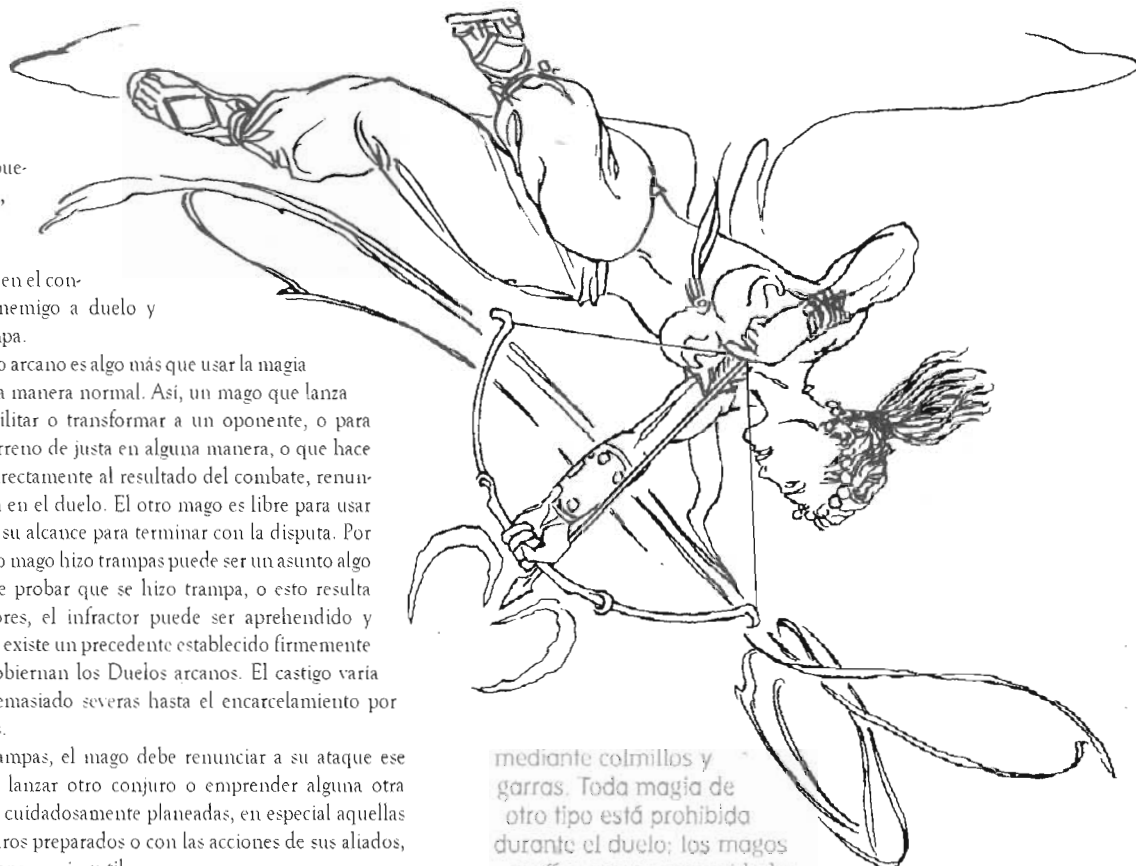 pue-
,
en el con-
nemigo a duelo y
npa.
o arcano es algo más que usar la magia
a manera normal. Así, un mago que lanza
ilitar o transformar a un oponente, o para
rreno de justa en alguna manera, o que hace
rectamente al resultado del combate, renun-
a en el duelo. El otro mago es libre para usar
su alcance para terminar con la disputa. Por
o mago hizo trampas puede ser un asunto algo
e probar que se hizo trampa, o esto resulta
ores, el infractor puede ser aprehendido y
existe un precedente establecido firmemente
obiernan los Duelos arcanos. El castigo varía
emasiado severas hasta el encarcelamiento por
s.
ampas, el mago debe renunciar a su ataque ese
lanzar otro conjuro o emprender alguna otra
cuidadosamente planeadas, en especial aquellas
uros preparados o con las acciones de sus aliados,
mediante colmillos y
garras. Toda magia de
otro tipo está prohibida
durante el duelo; los magos